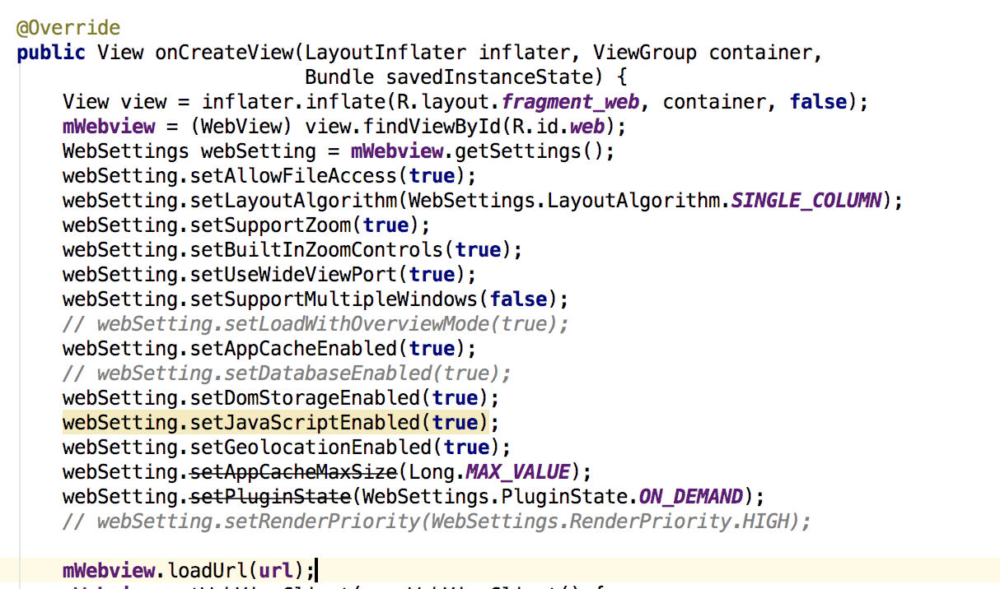 @Override
public View onCreateView(LayoutInflater inflater, ViewGroup container,
Bundle savedInstanceState) {
View view = inflater.inflate(R.layout.fragment_web, container, false);
mWebview = (WebView) view.findViewById(R.id.web);
WebSettings webSetting = mWebview.getSettings();
webSetting.setAllowFileAccess(true);
webSetting.setLayoutAlgorithm(WebSettings.LayoutAlgorithm.SINGLE_COLUMN);
webSetting.setSupportZoom(true);
webSetting.setBuiltInZoomControls(true);
webSetting.setUseWideViewPort(true);
webSetting.setSupportMultipleWindows(false);
// webSetting.setLoadWithOverviewMode(true);
webSetting.setAppCacheEnabled(true);
// webSetting.setDatabaseEnabled(true);
webSetting.setDomStorageEnabled(true);
webSetting.setJavaScriptEnabled(true);
webSetting.setGeolocationEnabled(true);
webSetting.setAppCacheMaxSize(Long.MAX_VALUE);
webSetting.setPluginState(WebSettings.PluginState.ON_DEMAND);
// webSetting.setRenderPriority(WebSettings.RenderPriority.HIGH);
mWebview.loadUrl(url);